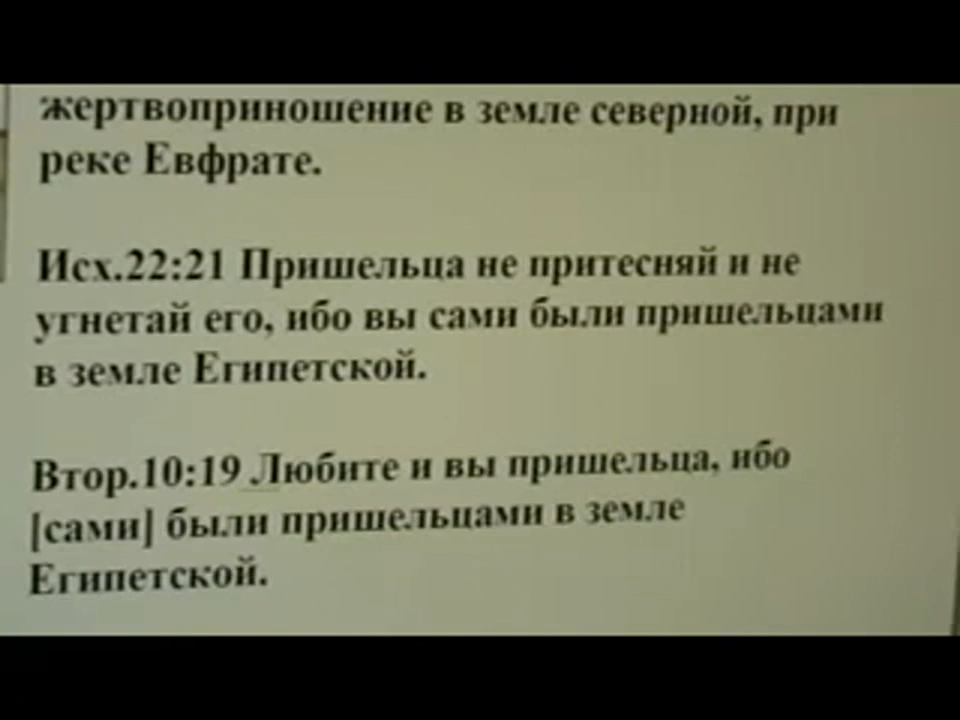 жертвоприношение в земле северной, при
реке Евфрате.
Исх.22:21 Пришельца не притесняй и не
угнетай его, ибо вы сами были пришельцами
в земле Египетской.
Втор.10:19 Любите и вы пришельца, ибо
[сами] были пришельцами в земле
Египетской.